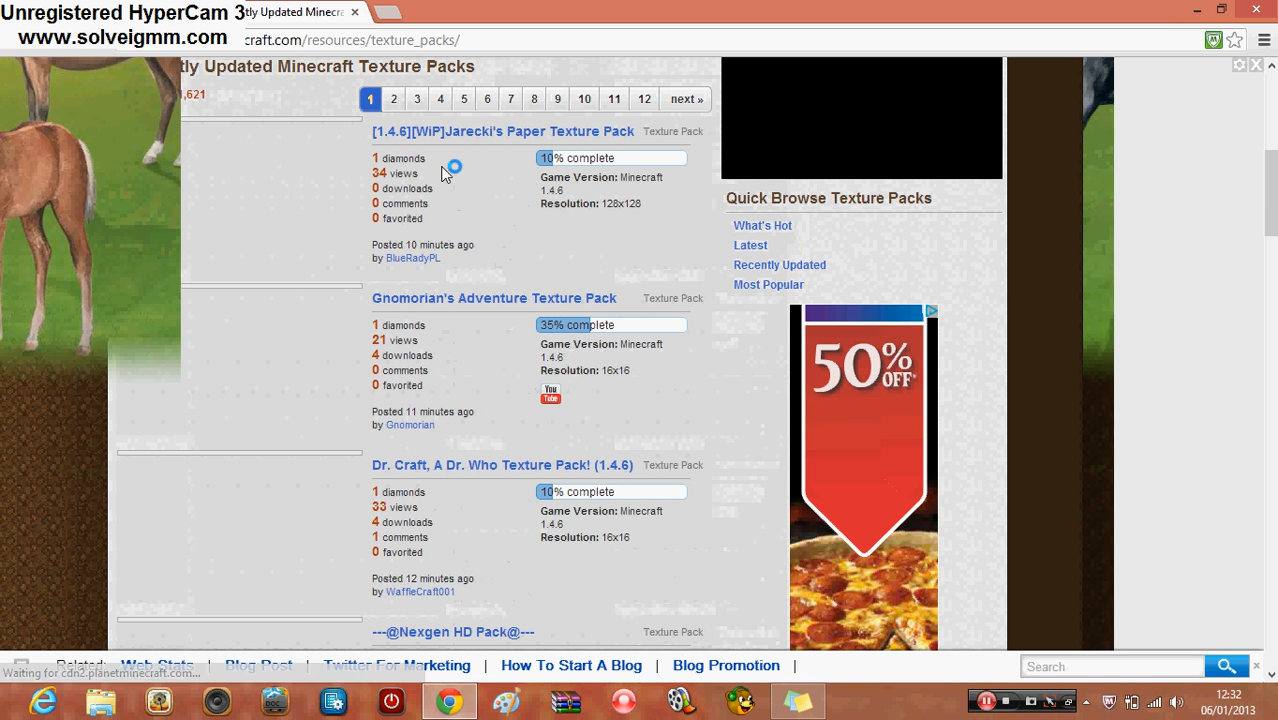 Unregistered HyperCam 3
www.solveigmm.com
tly Updated Minecra
craft.com/resources/texture_packs/
tly Updated Minecraft Texture Packs
,621
1 2 3 4 5 6 7 8 9 10 11 12 next »
[1.4.6][WiP]Jarecki's Paper Texture Pack Texture Pack
1 diamonds
34 views
0 downloads
0 comments
0 favorited
10% complete
Game Version: Minecraft
1.4.6
Resolution: 128x128
Posted 10 minutes ago
by BlueRadyPL
Gnomorian's Adventure Texture Pack Texture Pack
1 diamonds
21 views
4 downloads
0 comments
0 favorited
35% complete
Game Version: Minecraft
1.4.6
Resolution: 16x16
You
Tube
Posted 11 minutes ago
by Gnomorian
Dr. Craft, A Dr. Who Texture Pack! (1.4.6) Texture Pack
1 diamonds
33 views
4 downloads
1 comments
0 favorited
10% complete
Game Version: Minecraft
1.4.6
Resolution: 16x16
Posted 12 minutes ago
by WaffleCraft001
---@Nexgen HD Pack@--- Texture Pack
Quick Browse Texture Packs
What's Hot
Latest
Recently Updated
Most Popular
50%
OFF*
Related: Web Stats | Blog Post | Twitter For Marketing | How To Start A Blog | Blog Promotion |
Search
Waiting for cdn2.planetminecraft.com...
12:32
06/01/2013